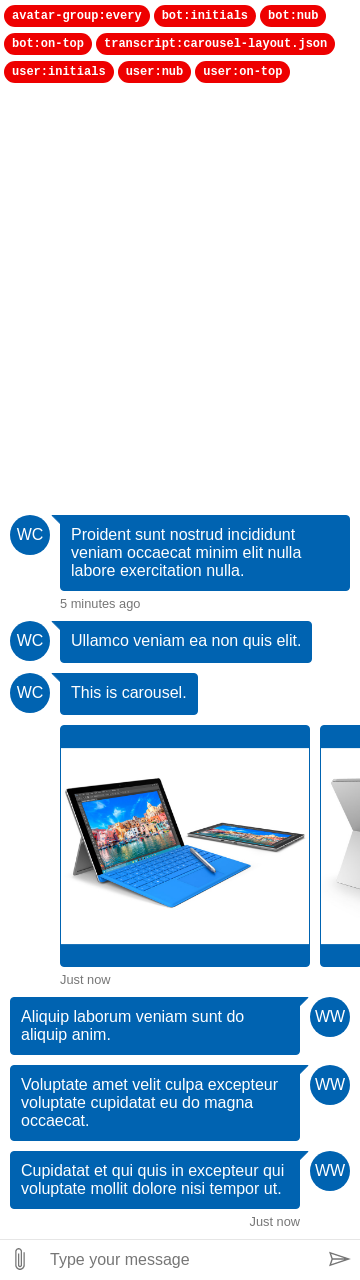 avatar-group:every bot:initials bot:nub
bot:on-top transcript:carousel-layout.json
user:initials user:nub user:on-top
WC
Proident sunt nostrud incididunt
veniam occaecat minim elit nulla
labore exercitation nulla.
5 minutes ago
WC
Ullamco veniam ea non quis elit.
WC
This is carousel.
Just now
Aliquip laborum veniam sunt do
aliquip anim.
WW
Voluptate amet velit culpa excepteur
voluptate cupidatat eu do magna
occaecat.
WW
Cupidatat et qui quis in excepteur qui
voluptate mollit dolore nisi tempor ut.
WW
Just now
Type your message